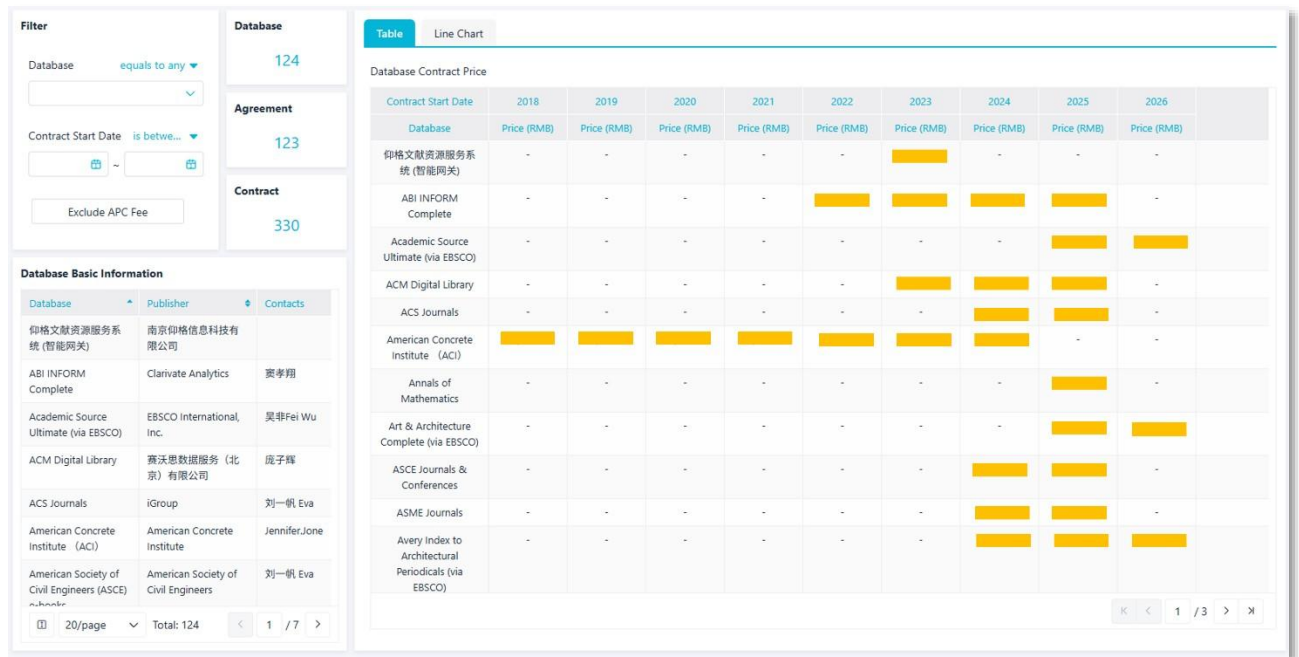 Filter
Database equals to any
Contract Start Date is betwe...
~
Exclude APC Fee
Database
124
Agreement
123
Contract
330
Database Basic Information
Database Publisher Contacts
仰格文献资源服务系 南京仰格信息科技有
统 (智能网关) 限公司
ABI INFORM Clarivate Analytics 窦孝翔
Complete
Academic Source EBSCO International, 吴非Fei Wu
Ultimate (via EBSCO) Inc.
ACM Digital Library 赛沃思数据服务（北 庞子辉
京）有限公司
ACS Journals iGroup 刘一帆 Eva
American Concrete American Concrete Jennifer.Jone
Institute （ACI） Institute
American Society of American Society of 刘一帆 Eva
Civil Engineers (ASCE) Civil Engineers
e-books
20/page Total: 124 1 / 7
Table Line Chart
Database Contract Price
Contract Start Date 2018 2019 2020 2021 2022 2023 2024 2025 2026
Database Price (RMB) Price (RMB) Price (RMB) Price (RMB) Price (RMB) Price (RMB) Price (RMB) Price (RMB) Price (RMB)
仰格文献资源服务系 - - - - - - - -
统 (智能网关)
ABI INFORM - - - - -
Complete
Academic Source - - - - - - -
Ultimate (via EBSCO)
ACM Digital Library - - - - - -
ACS Journals - - - - - - -
American Concrete - -
Institute （ACI）
Annals of - - - - - - - -
Mathematics
Art & Architecture - - - - - - -
Complete (via EBSCO)
ASCE Journals & - - - - - - -
Conferences
ASME Journals - - - - - - -
Avery Index to - - - - - -
Architectural
Periodicals (via
EBSCO)
1 / 3